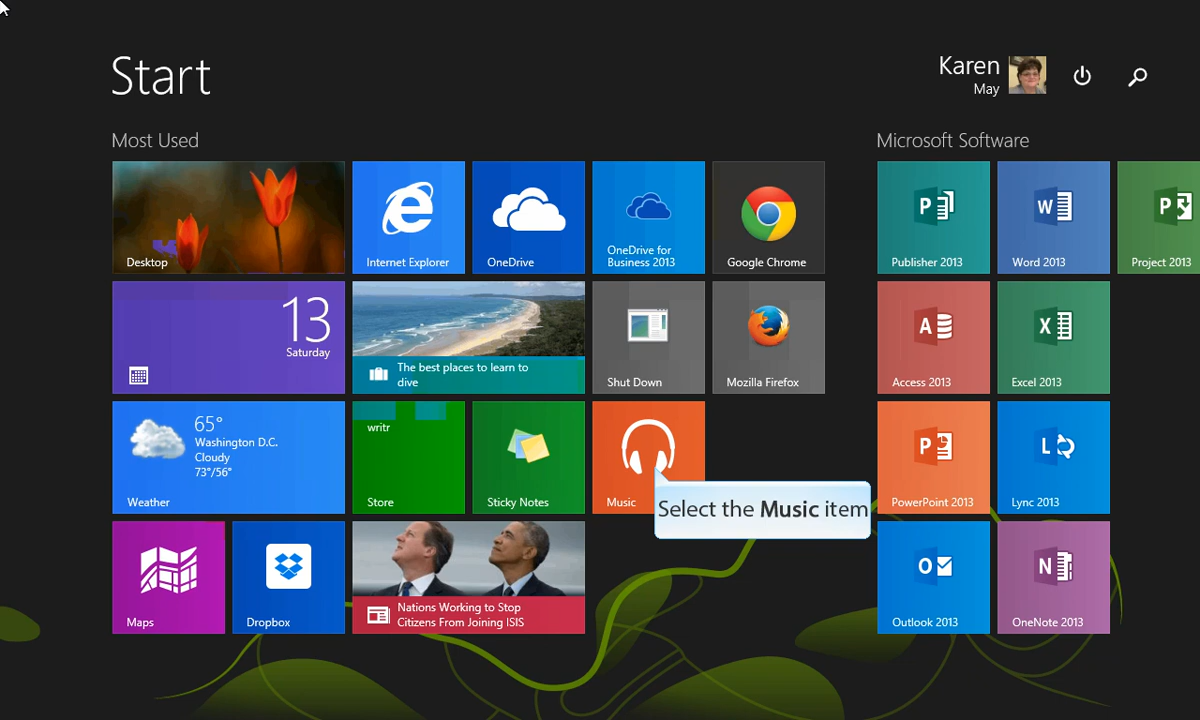 Start
Karen
May
Most Used
Microsoft Software
Desktop
Internet Explorer
OneDrive
OneDrive for
Business 2013
Google Chrome
Publisher 2013
Word 2013
Project 2013
13
Saturday
The best places to learn to
dive
Shut Down
Mozilla Firefox
Access 2013
Excel 2013
65°
Washington D.C.
Cloudy
73°/56°
Weather
writr
Store
Sticky Notes
Music
Select the Music item
PowerPoint 2013
Lync 2013
Maps
Dropbox
Nations Working to Stop
Citizens From Joining ISIS
Outlook 2013
OneNote 2013